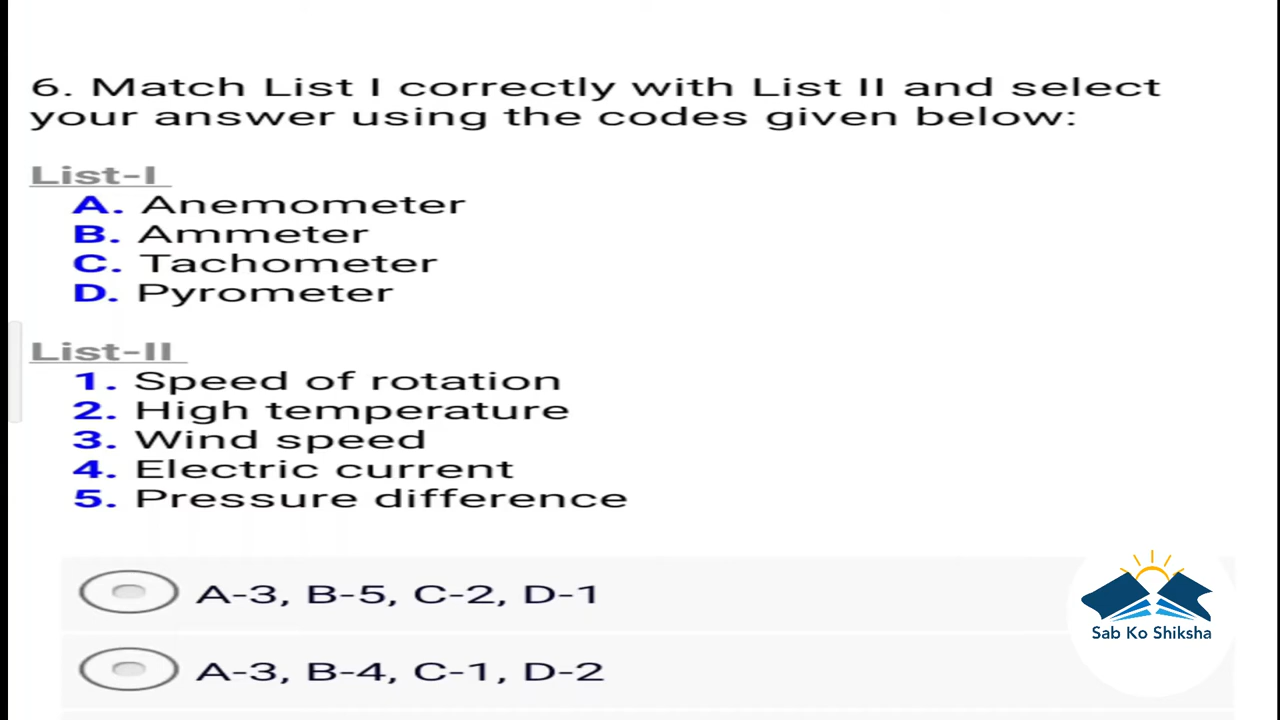 6. Match List I correctly with List II and select
your answer using the codes given below:
List-I
A. Anemometer
B. Ammeter
C. Tachometer
D. Pyrometer
List-II
1. Speed of rotation
2. High temperature
3. Wind speed
4. Electric current
5. Pressure difference
A-3, B-5, C-2, D-1
Sab Ko Shiksha
A-3, B-4, C-1, D-2